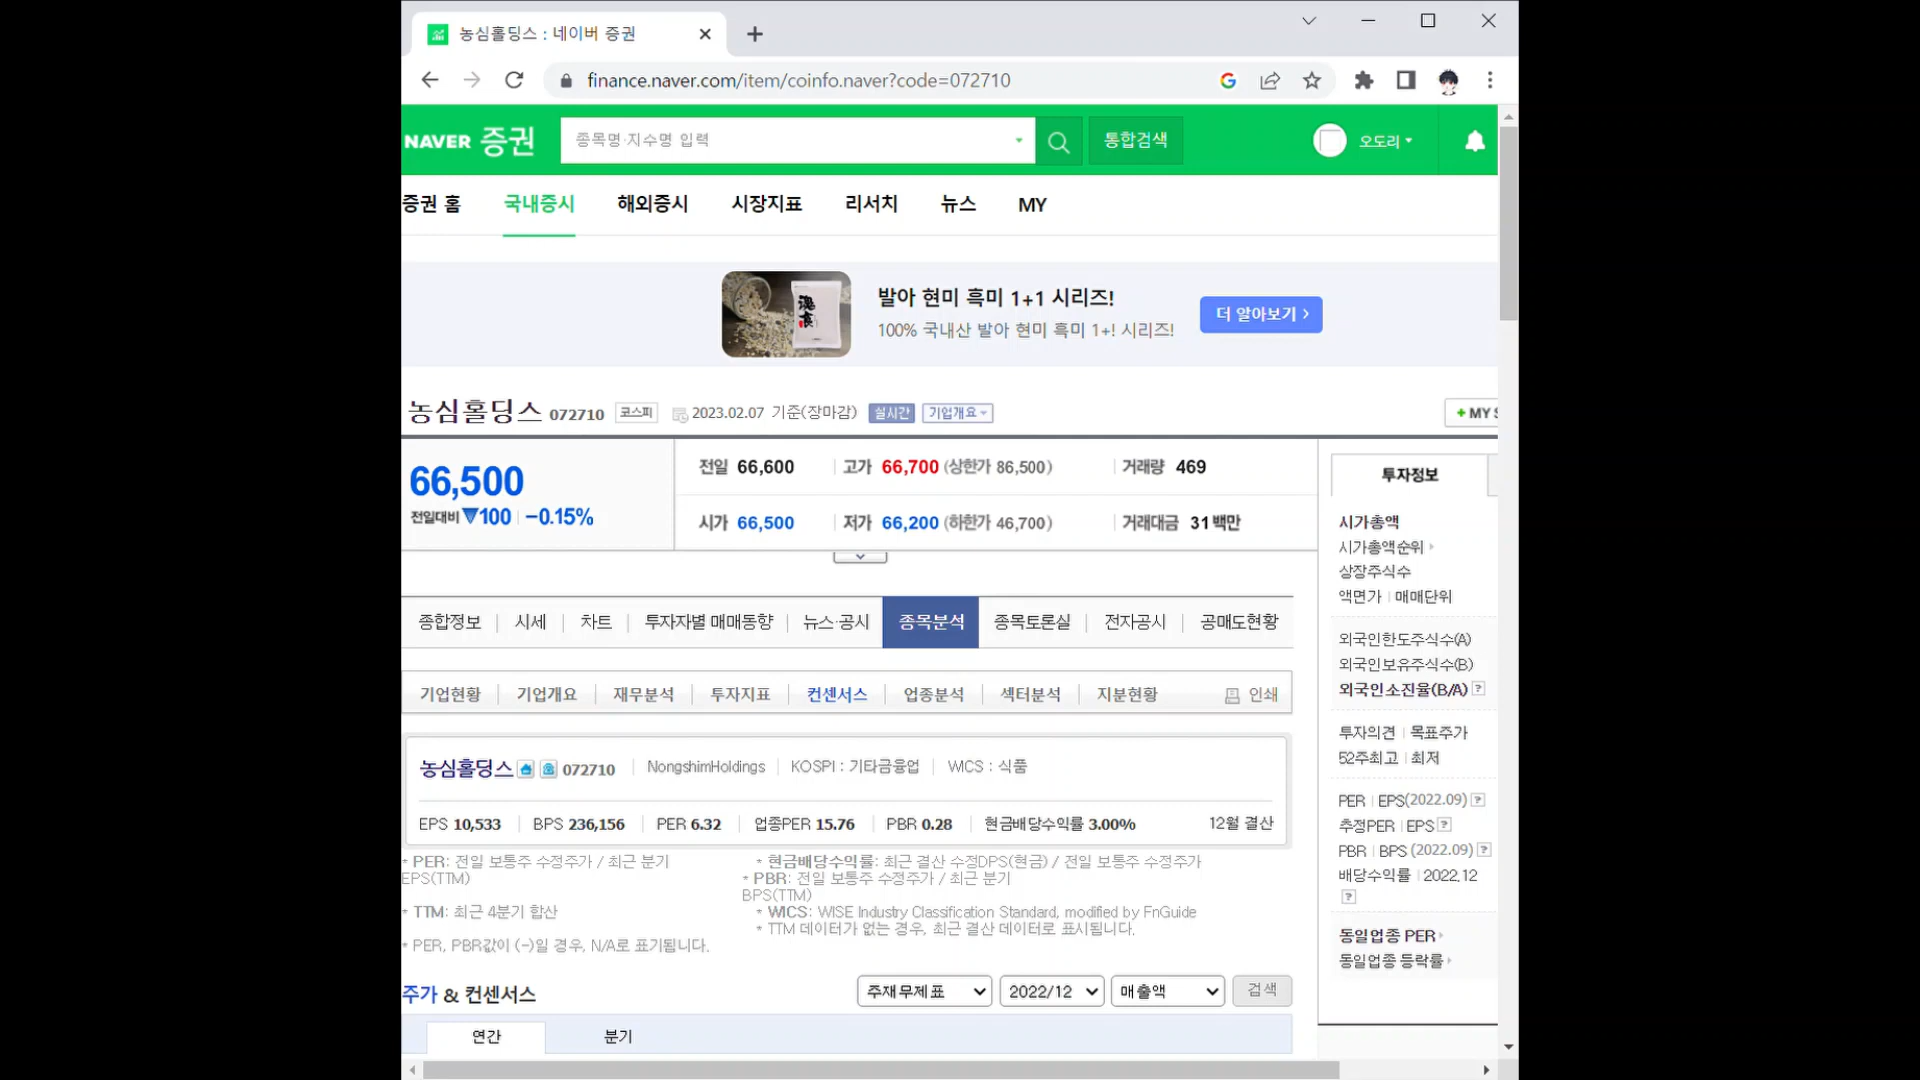 농심홀딩스 : 네이버 증권
finance.naver.com/item/coinfo.naver?code=072710
NAVER 증권
종목명·지수명 입력
통합검색
오도리
증권 홈 국내증시 해외증시 시장지표 리서치 뉴스 MY
발아 현미 흑미 1+1 시리즈!
100% 국내산 발아 현미 흑미 1+! 시리즈!
더 알아보기 >
농심홀딩스 072710 코스피 2023.02.07 기준(장마감) 실시간 기업개요
+ MY S
66,500
전일대비 ▼100 -0.15%
전일 66,600 고가 66,700 (상한가 86,500) 거래량 469
시가 66,500 저가 66,200 (하한가 46,700) 거래대금 31 백만
종합정보 시세 차트 투자자별 매매동향 뉴스·공시 종목분석 종목토론실 전자공시 공매도현황
기업현황 기업개요 재무분석 투자지표 컨센서스 업종분석 섹터분석 지분현황 인쇄
농심홀딩스 072710 NongshimHoldings KOSPI : 기타금융업 WICS : 식품
EPS 10,533 BPS 236,156 PER 6.32 업종PER 15.76 PBR 0.28 현금배당수익률 3.00% 12월 결산
* PER: 전일 보통주 수정주가 / 최근 분기
EPS(TTM)
* TTM: 최근 4분기 합산
* PER, PBR값이 (-)일 경우, N/A로 표기됩니다.
* 현금배당수익률: 최근 결산 수정DPS(현금) / 전일 보통주 수정주가
* PBR: 전일 보통주 수정주가 / 최근 분기
BPS(TTM)
* WICS: WISE Industry Classification Standard, modified by FnGuide
* TTM 데이터가 없는 경우, 최근 결산 데이터로 표시됩니다.
주가 & 컨센서스 주재무제표 2022/12 매출액 검색
연간 분기
투자정보
시가총액
시가총액순위
상장주식수
액면가 매매단위
외국인한도주식수(A)
외국인보유주식수(B)
외국인소진율(B/A) ?
투자의견 목표주가
52주최고 최저
PER EPS(2022.09) ?
추정PER EPS ?
PBR BPS (2022.09) ?
배당수익률 2022.12
?
동일업종 PER
동일업종 등락률